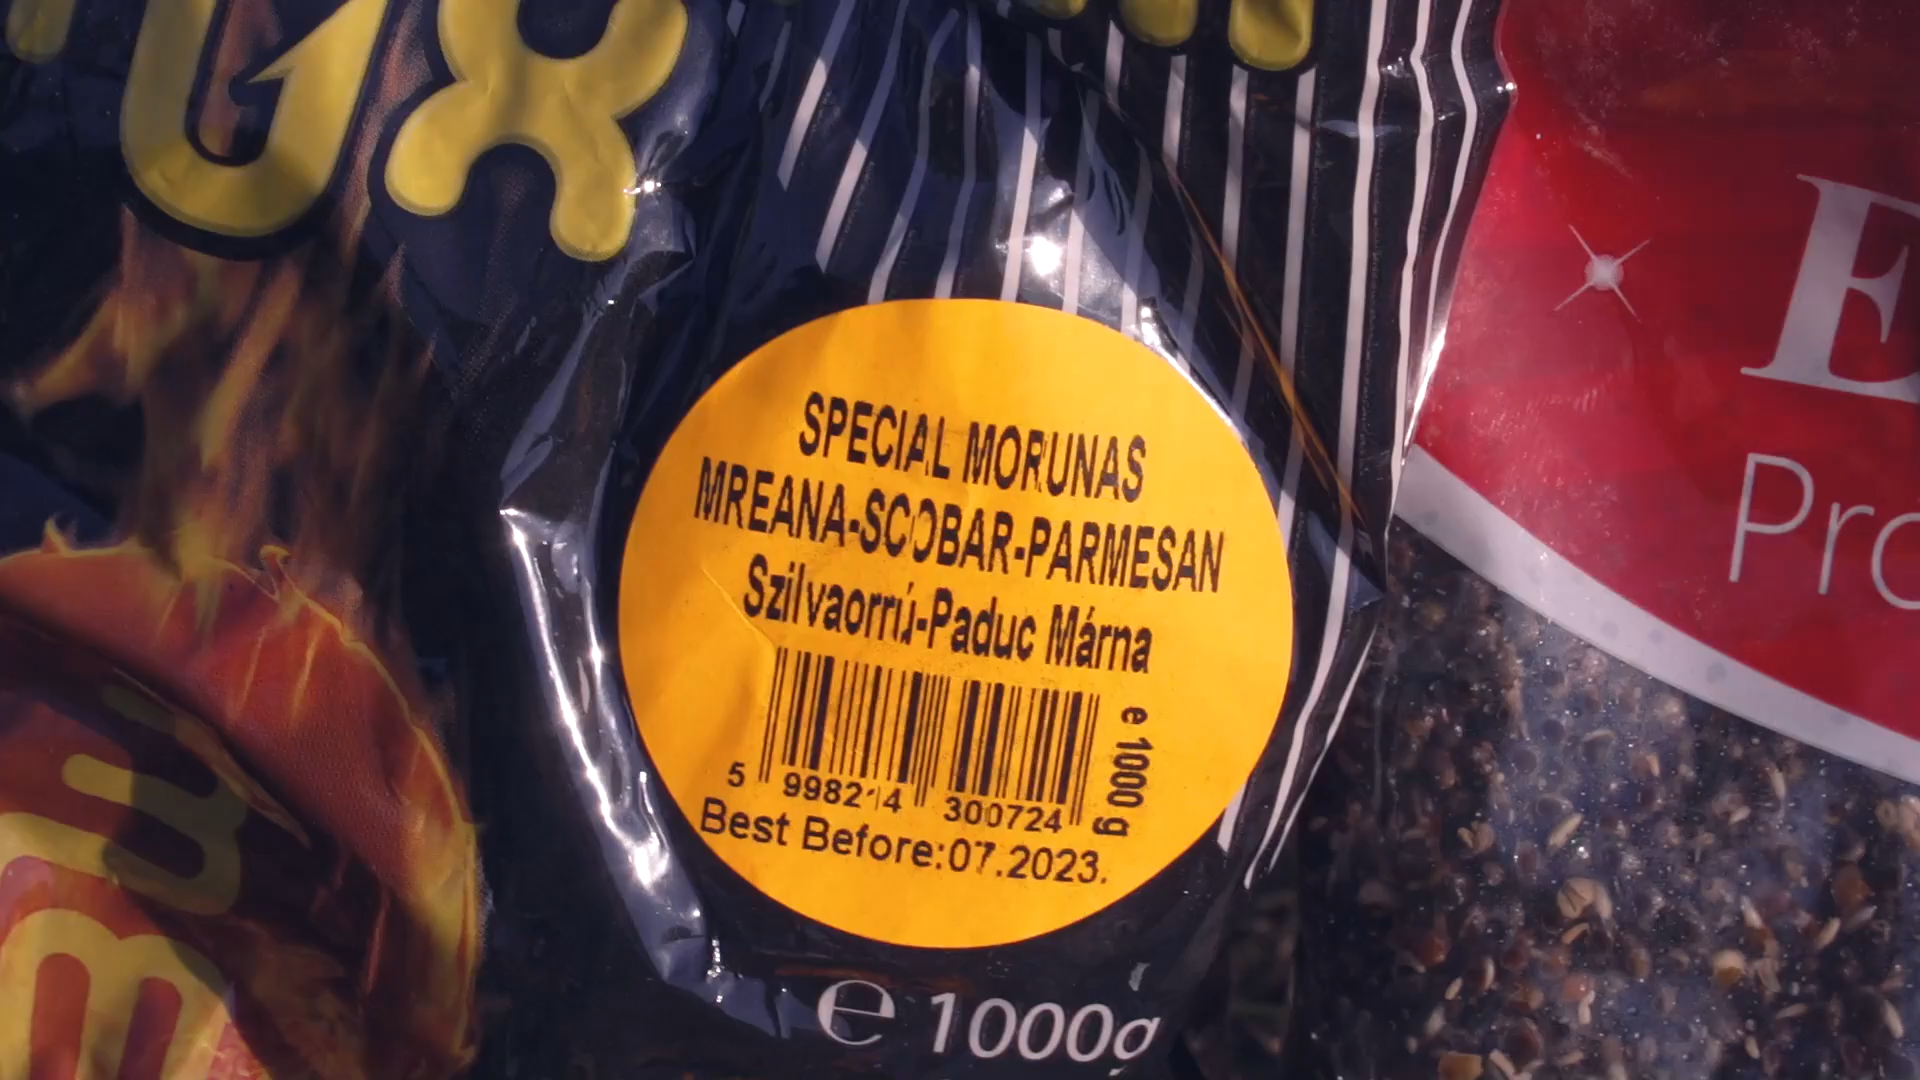 SPECIAL MORUNAS
MREANA-SCOBAR-PARMESAN
Szilvaorrú-Paduc Márna
e 1000 g
5 998214 300724
Best Before:07.2023.
e 1000g